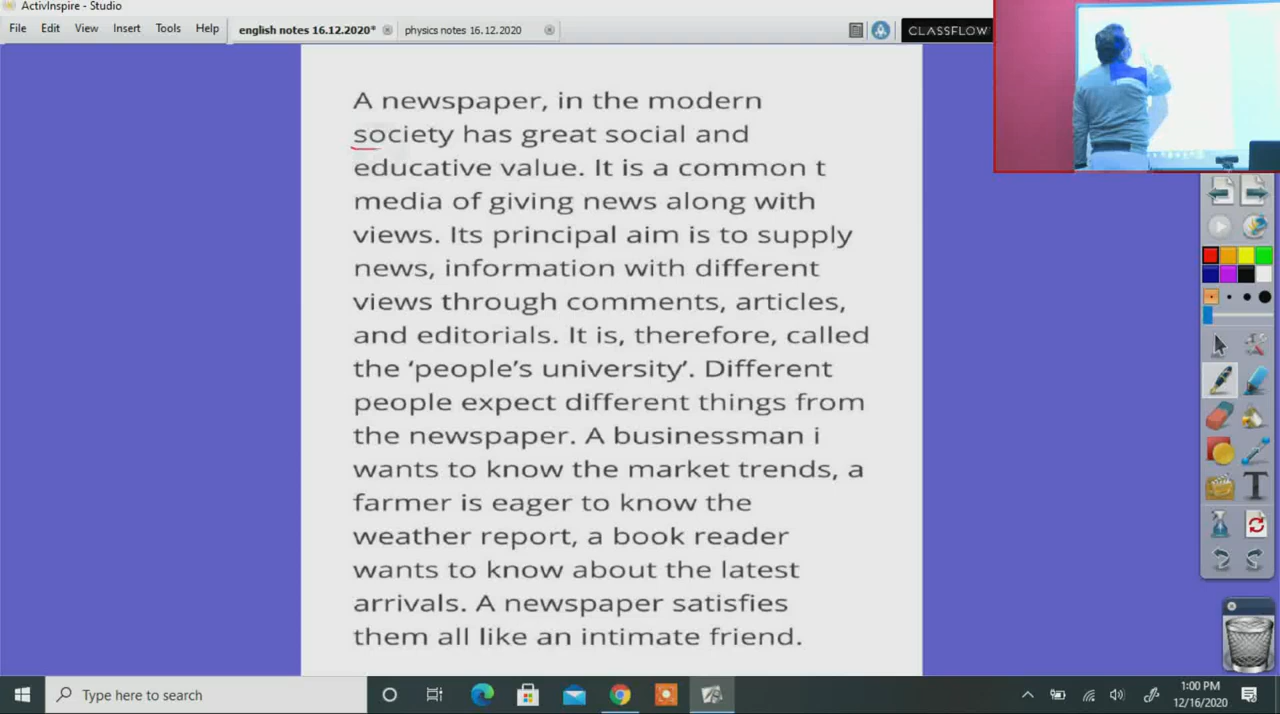 ActivInspire - Studio
File Edit View Insert Tools Help
english notes 16.12.2020* physics notes 16.12.2020
CLASSFLOW
A newspaper, in the modern
society has great social and
educative value. It is a common t
media of giving news along with
views. Its principal aim is to supply
news, information with different
views through comments, articles,
and editorials. It is, therefore, called
the ‘people’s university’. Different
people expect different things from
the newspaper. A businessman i
wants to know the market trends, a
farmer is eager to know the
weather report, a book reader
wants to know about the latest
arrivals. A newspaper satisfies
them all like an intimate friend.
T
Type here to search
1:00 PM
12/16/2020